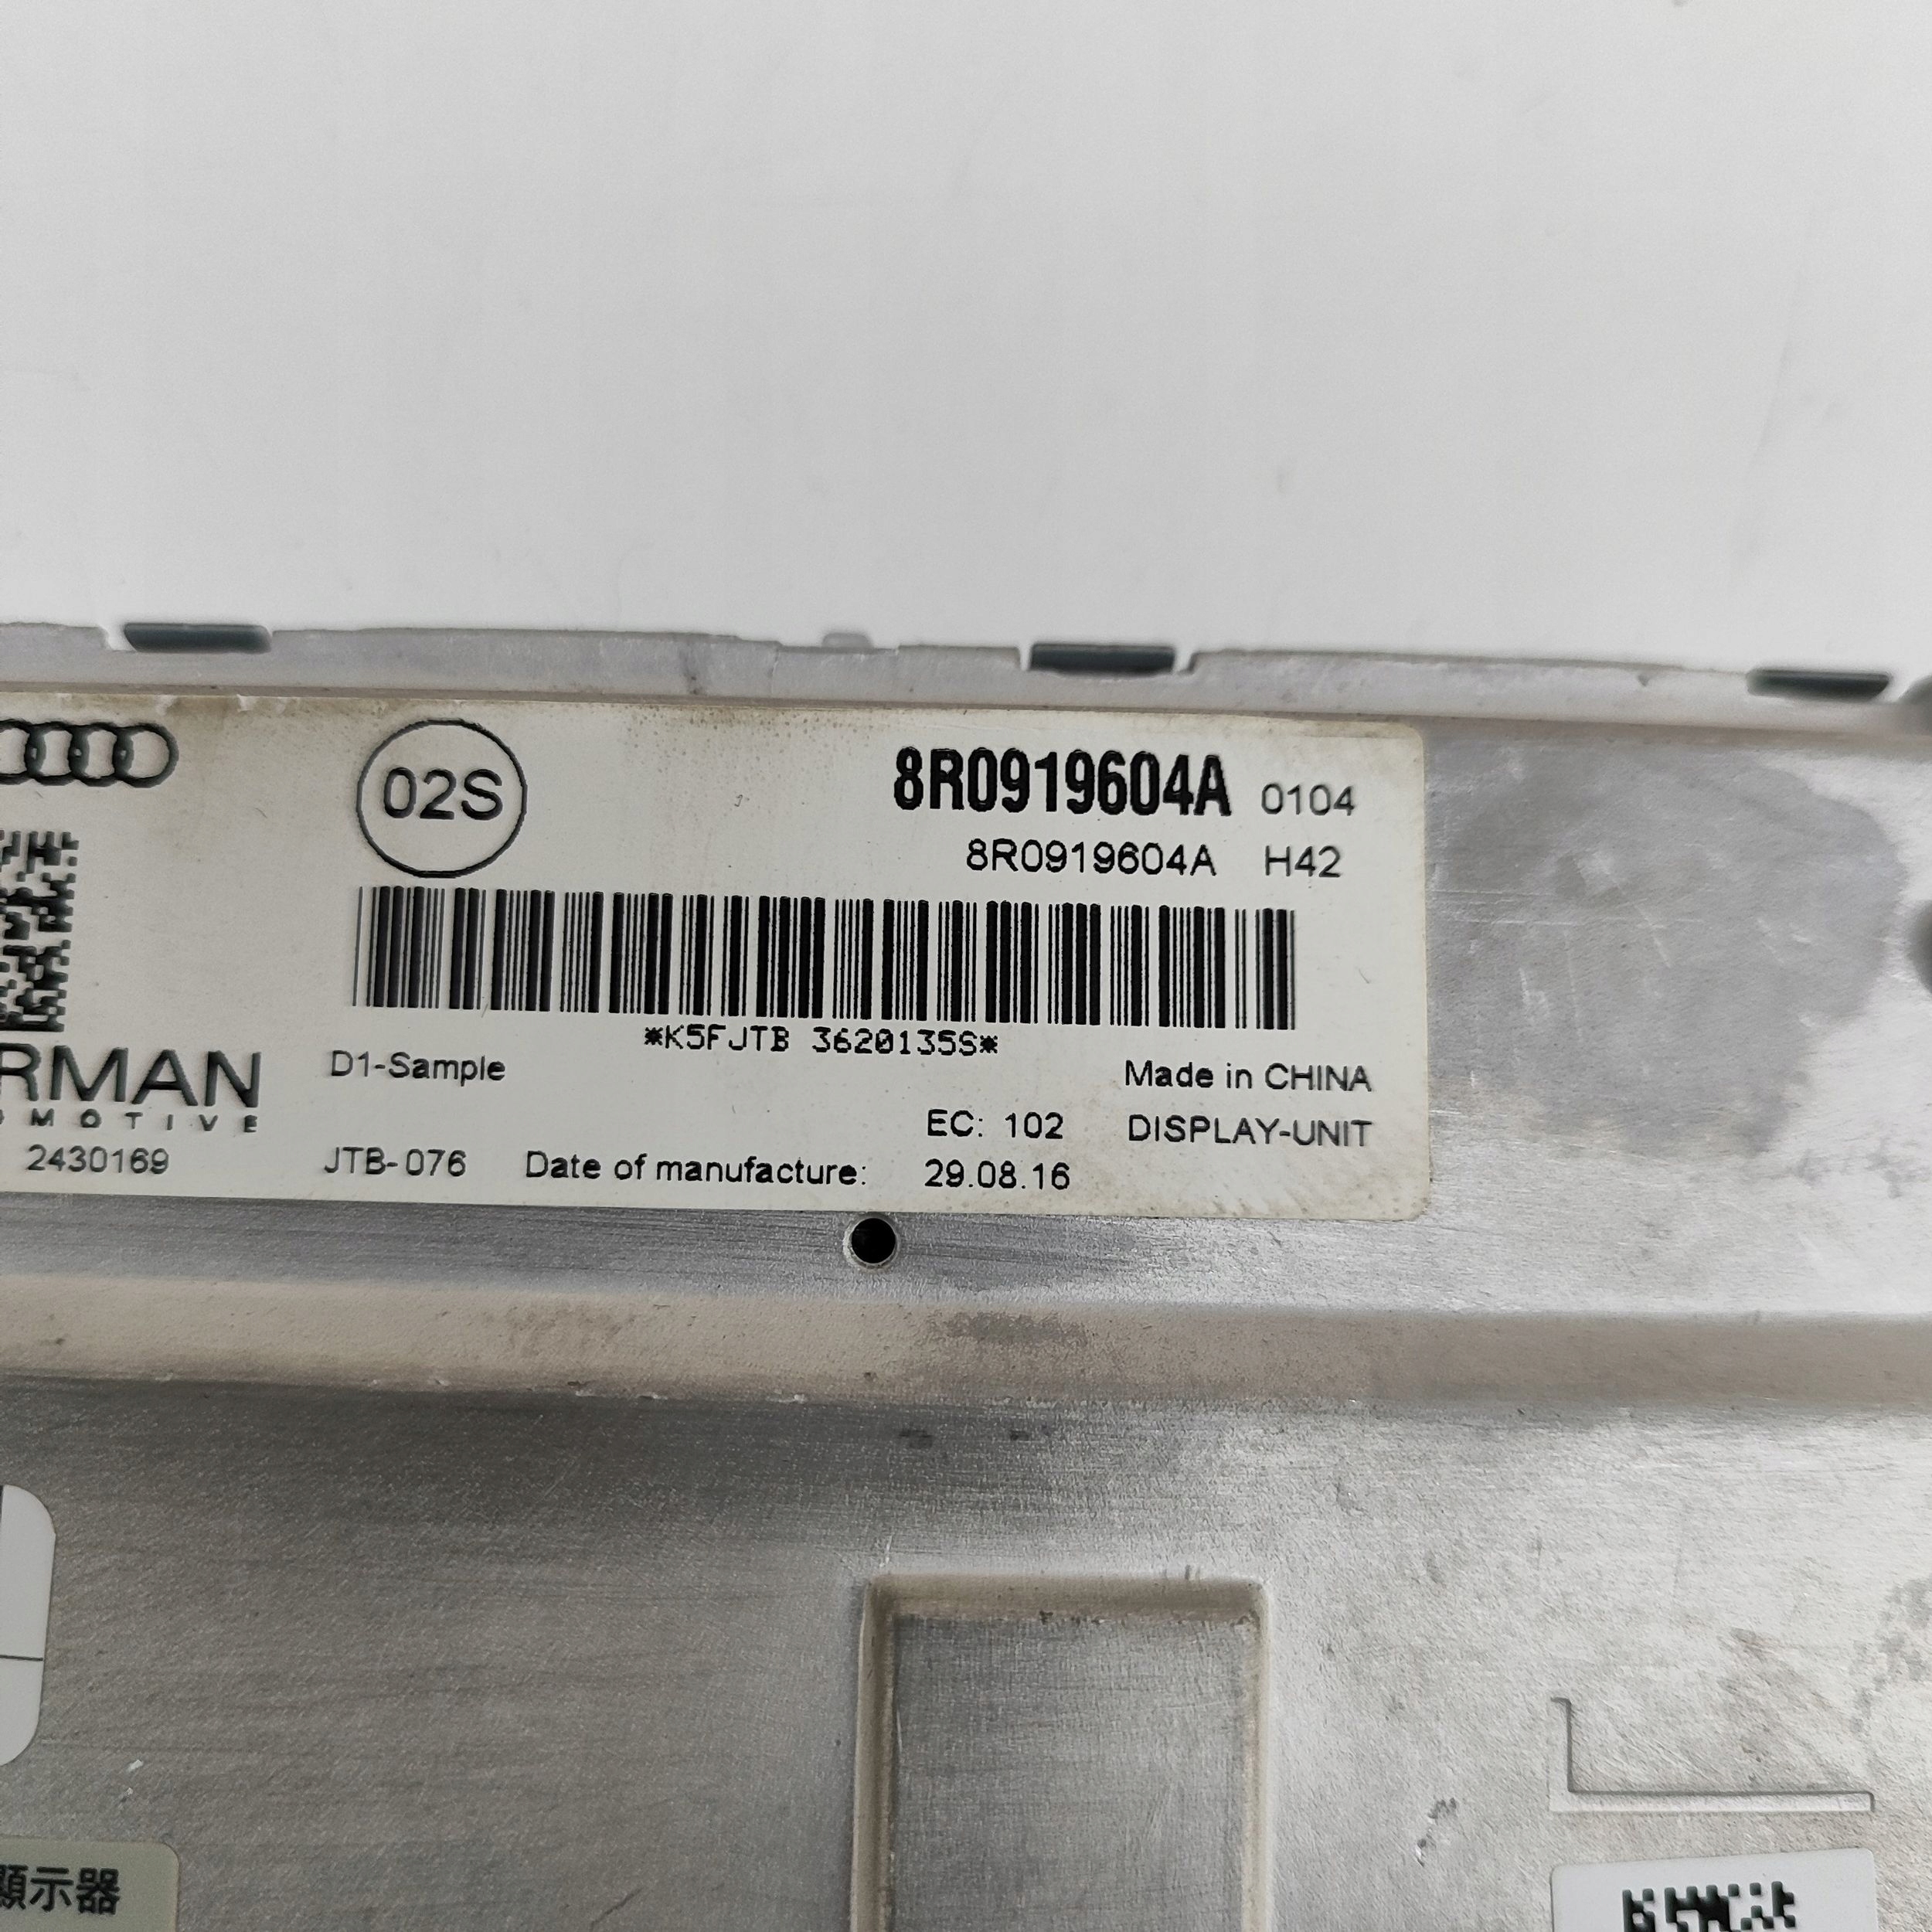 02S
8R0919604A 0104
8R0919604A H42
*K5FJTB 3620135S*
RMAN
D1-Sample
Made in CHINA
OMOTIVE
EC: 102
DISPLAY-UNIT
2430169
JTB-076
Date of manufacture: 29.08.16
顯示器